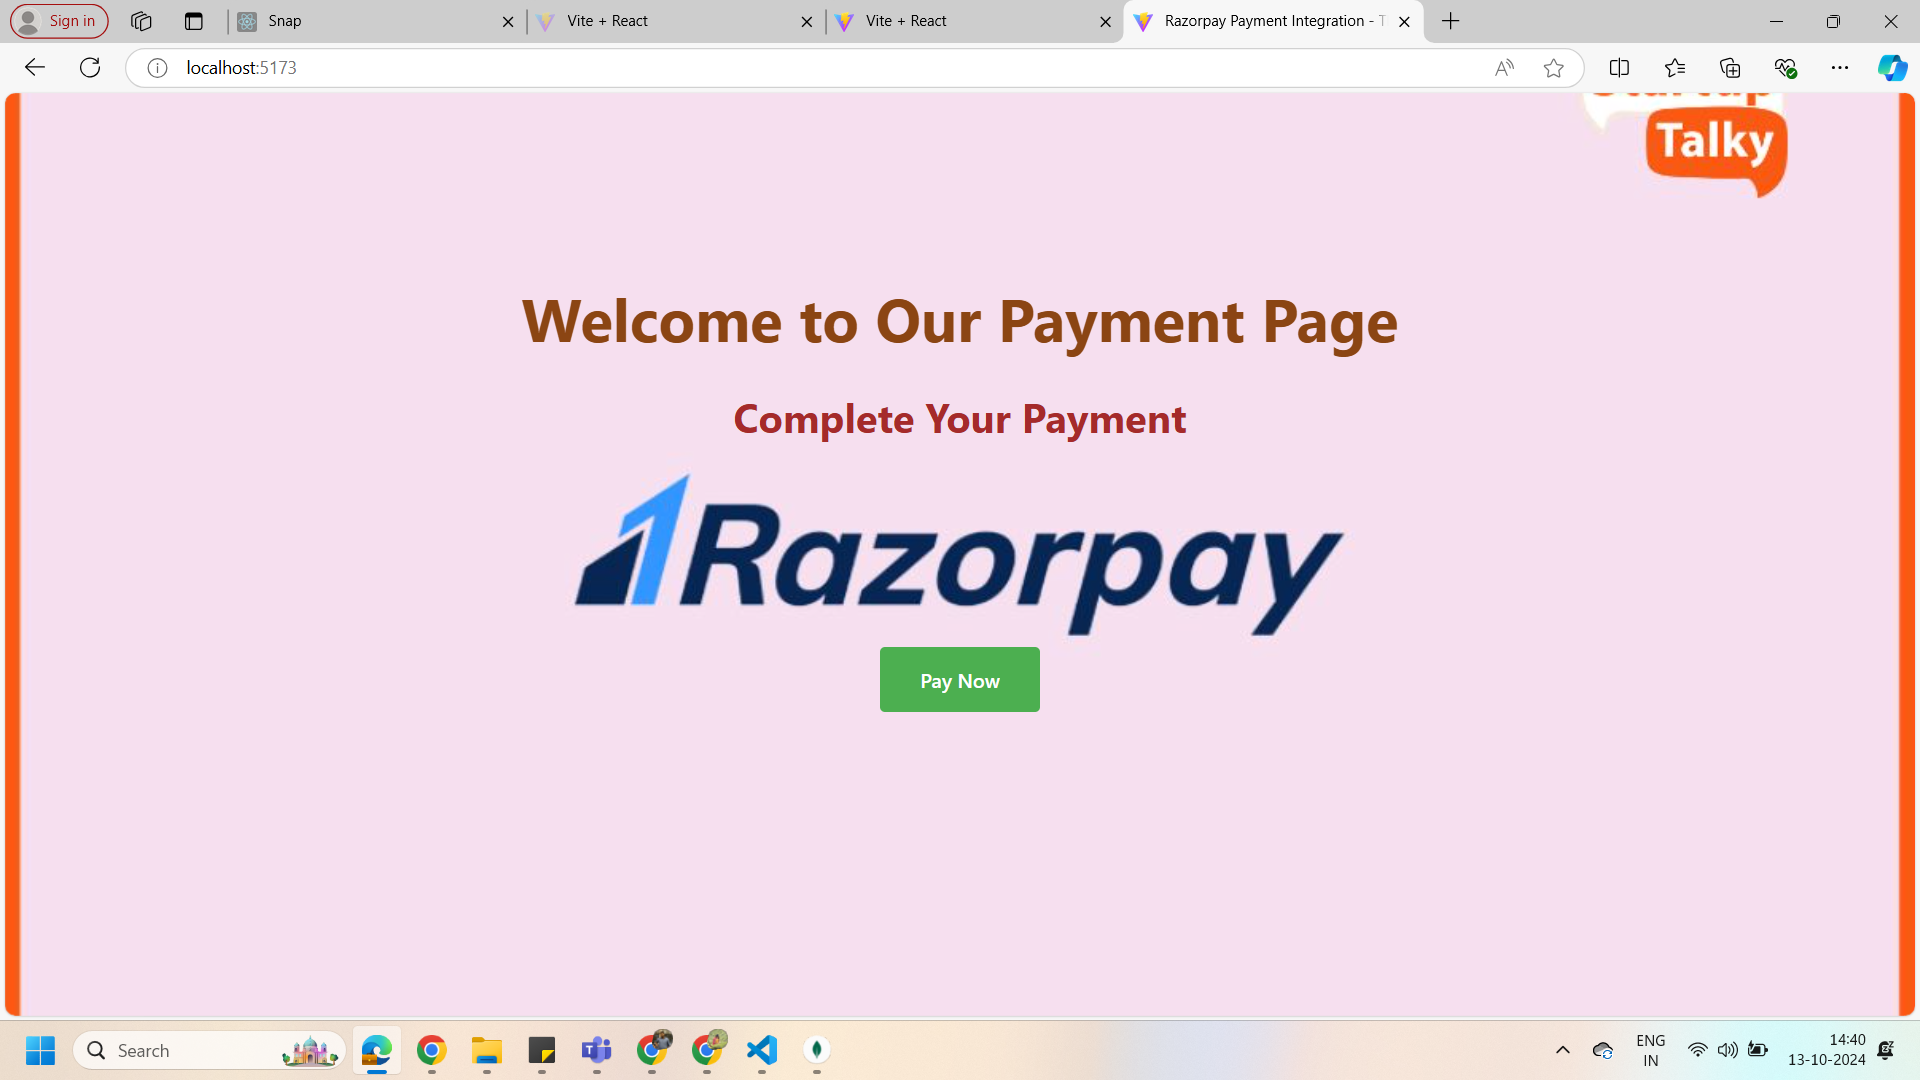 Sign in
Snap
Vite + React
Vite + React
Razorpay Payment Integration - T
localhost:5173
Startup
Talky
Welcome to Our Payment Page
Complete Your Payment
Razorpay
Pay Now
Search
ENG
IN
14:40
13-10-2024